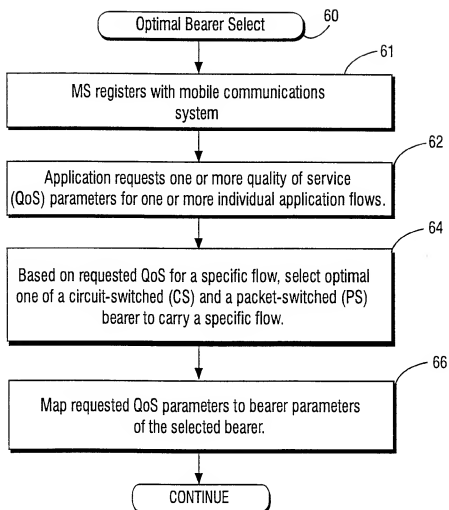 Optimal Bearer Select
60
61
MS registers with mobile communications
system
62
Application requests one or more quality of service
(QoS) parameters for one or more individual application flows.
64
Based on requested QoS for a specific flow, select optimal
one of a circuit-switched (CS) and a packet-switched (PS)
bearer to carry a specific flow.
66
Map requested QoS parameters to bearer parameters
of the selected bearer.
CONTINUE